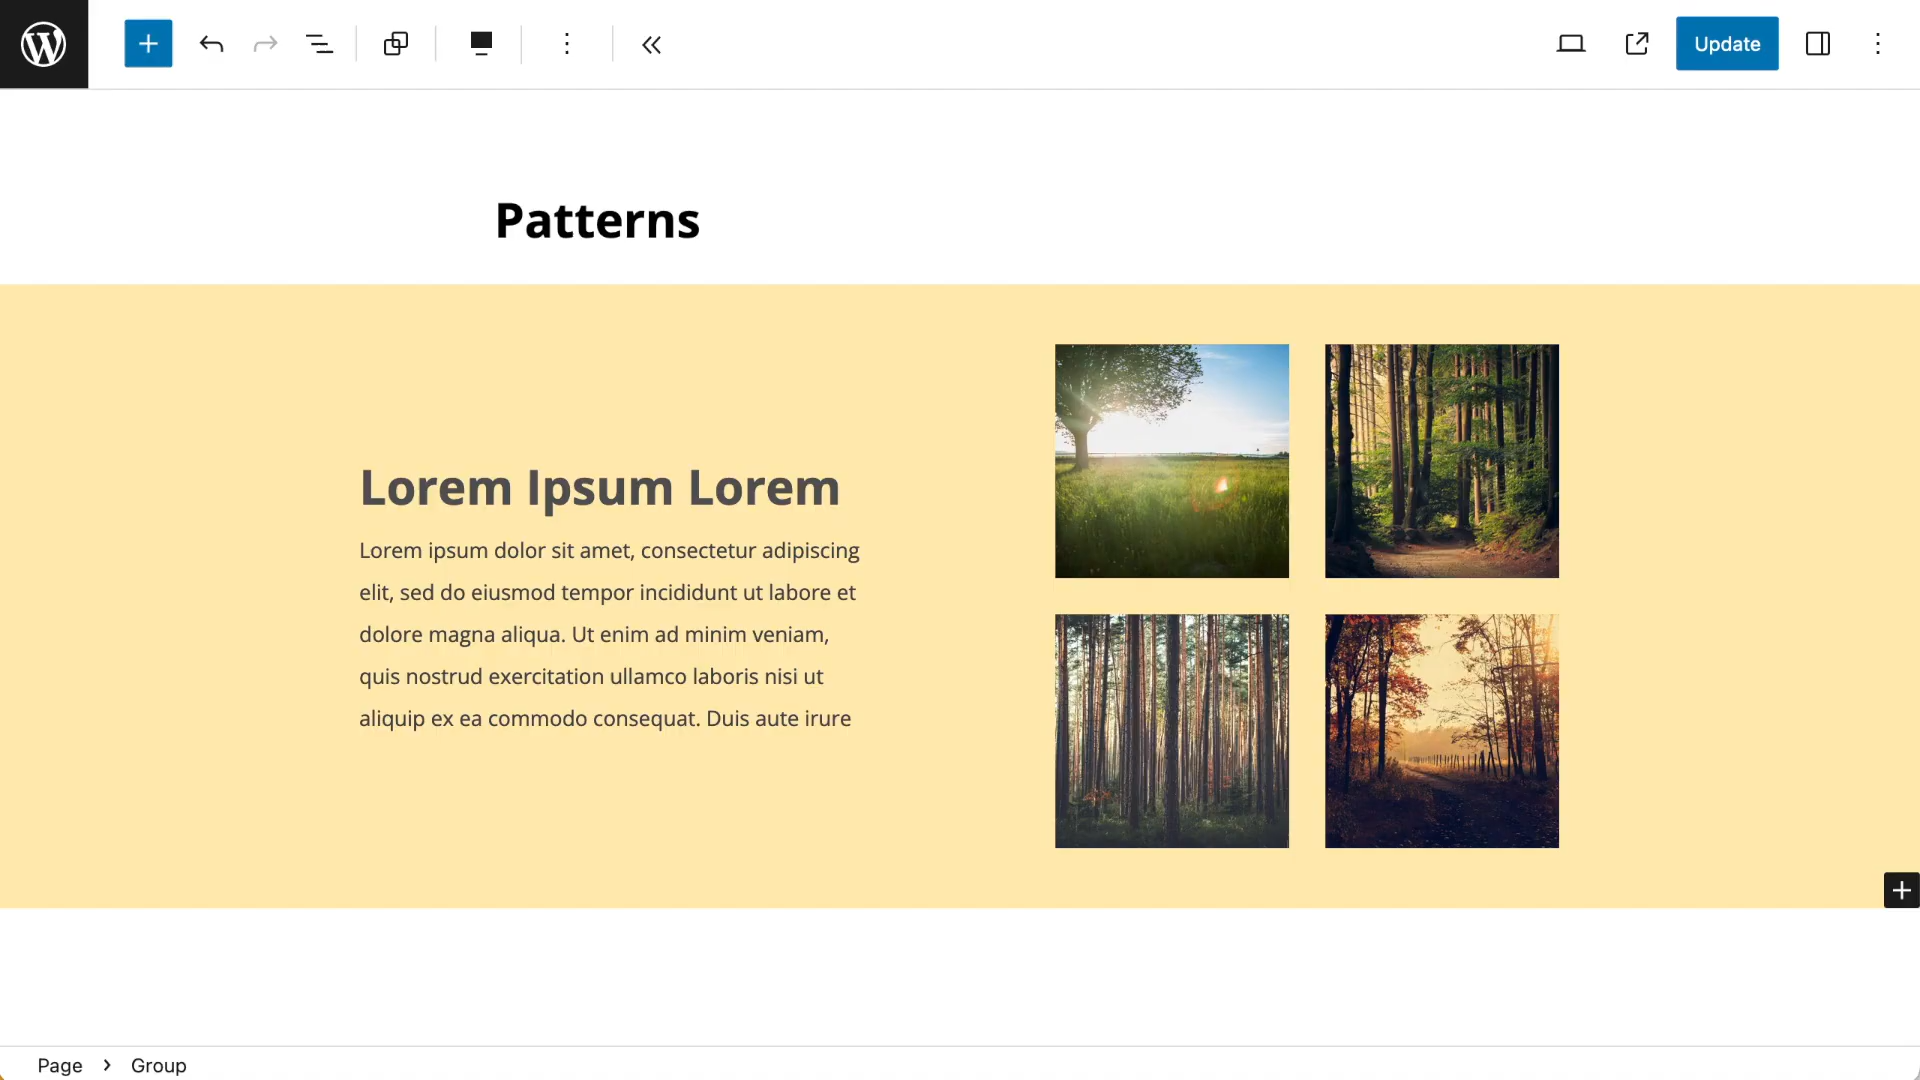 Update
Patterns
Lorem Ipsum Lorem
Lorem ipsum dolor sit amet, consectetur adipiscing
elit, sed do eiusmod tempor incididunt ut labore et
dolore magna aliqua. Ut enim ad minim veniam,
quis nostrud exercitation ullamco laboris nisi ut
aliquip ex ea commodo consequat. Duis aute irure
Page > Group